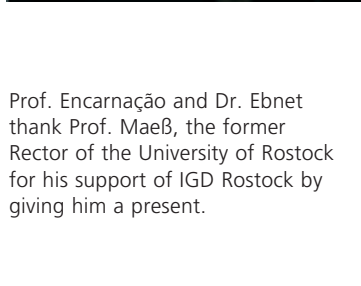 Prof. Encarnação and Dr. Ebnet
thank Prof. Maeß, the former
Rector of the University of Rostock
for his support of IGD Rostock by
giving him a present.